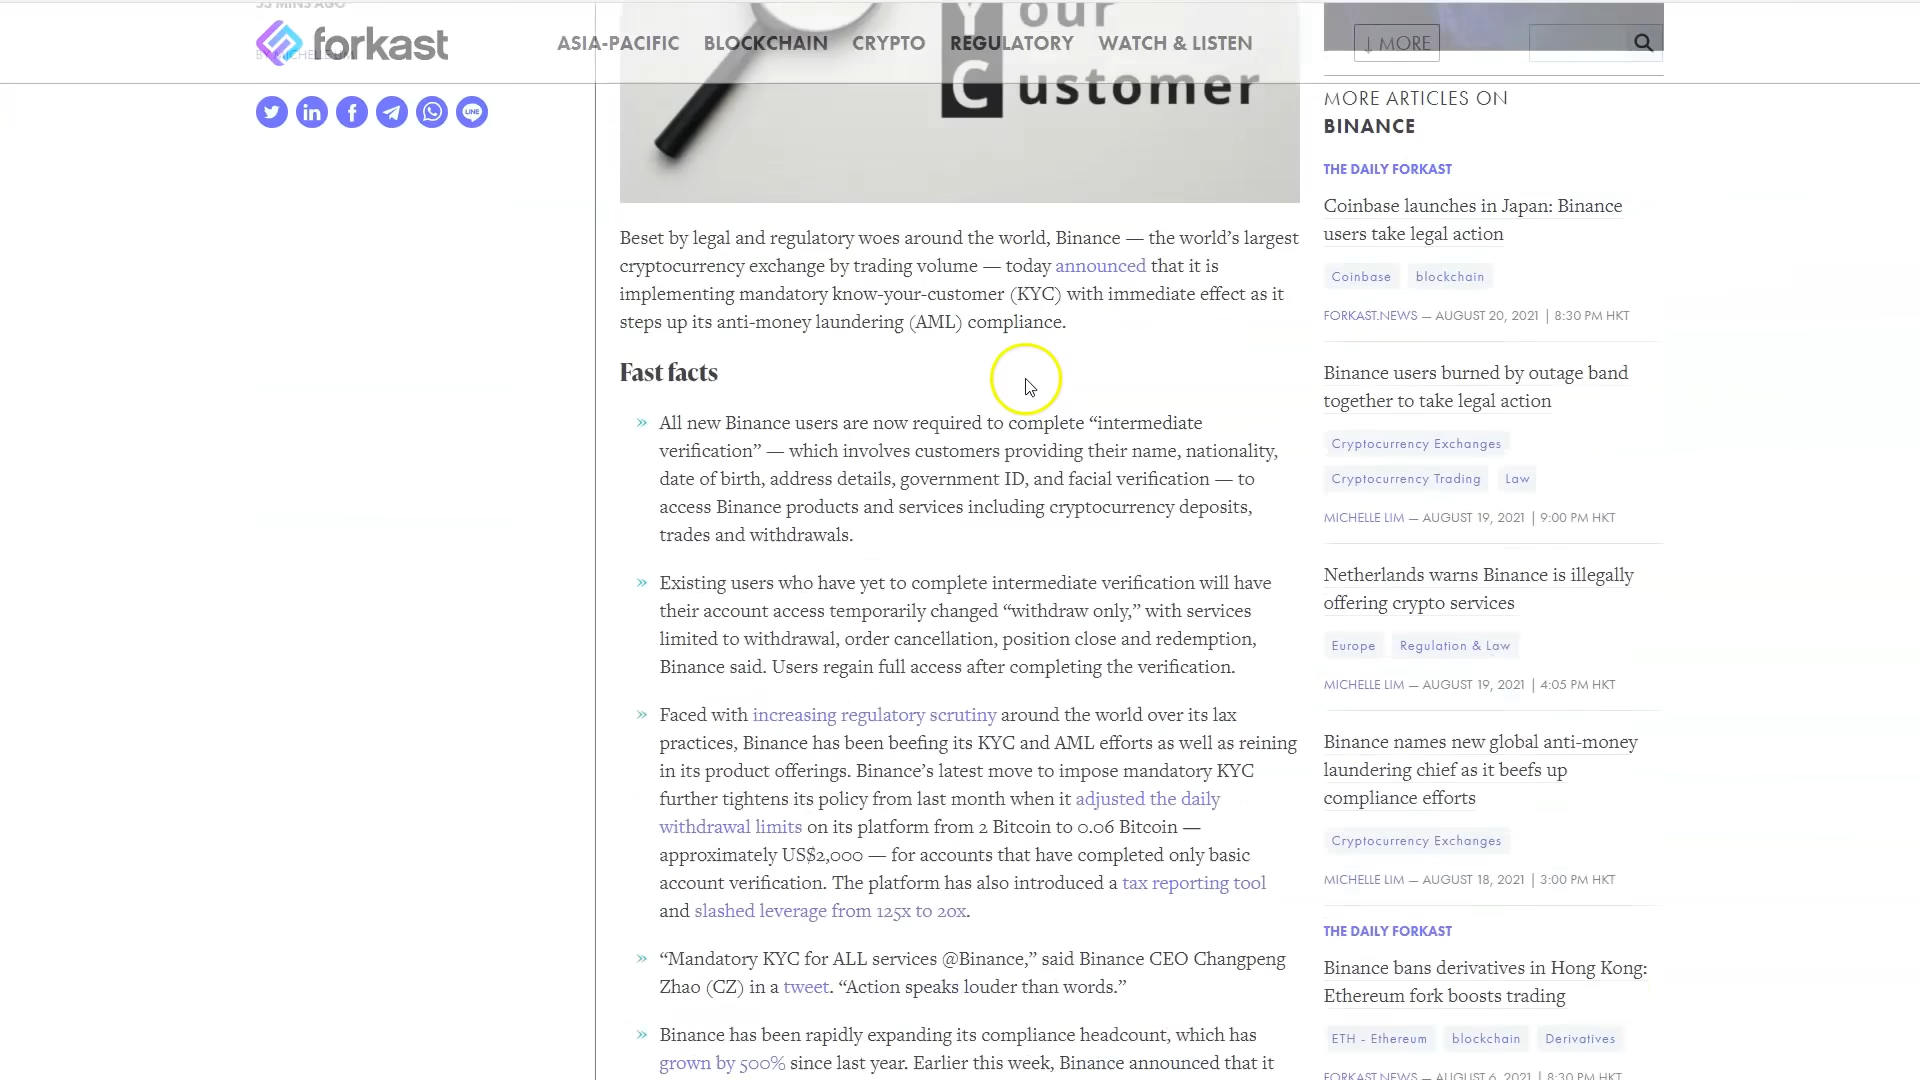 55 MINS AGO
forkast
ASIA-PACIFIC BLOCKCHAIN CRYPTO REGULATORY WATCH & LISTEN
↓ MORE
Your
Customer
Beset by legal and regulatory woes around the world, Binance — the world’s largest
cryptocurrency exchange by trading volume — today announced that it is
implementing mandatory know-your-customer (KYC) with immediate effect as it
steps up its anti-money laundering (AML) compliance.
Fast facts
» All new Binance users are now required to complete “intermediate
verification” — which involves customers providing their name, nationality,
date of birth, address details, government ID, and facial verification — to
access Binance products and services including cryptocurrency deposits,
trades and withdrawals.
» Existing users who have yet to complete intermediate verification will have
their account access temporarily changed “withdraw only,” with services
limited to withdrawal, order cancellation, position close and redemption,
Binance said. Users regain full access after completing the verification.
» Faced with increasing regulatory scrutiny around the world over its lax
practices, Binance has been beefing its KYC and AML efforts as well as reining
in its product offerings. Binance’s latest move to impose mandatory KYC
further tightens its policy from last month when it adjusted the daily
withdrawal limits on its platform from 2 Bitcoin to 0.06 Bitcoin —
approximately US$2,000 — for accounts that have completed only basic
account verification. The platform has also introduced a tax reporting tool
and slashed leverage from 125x to 20x.
» “Mandatory KYC for ALL services @Binance,” said Binance CEO Changpeng
Zhao (CZ) in a tweet. “Action speaks louder than words.”
» Binance has been rapidly expanding its compliance headcount, which has
grown by 500% since last year. Earlier this week, Binance announced that it
MORE ARTICLES ON
BINANCE
THE DAILY FORKAST
Coinbase launches in Japan: Binance
users take legal action
Coinbase blockchain
FORKAST.NEWS — AUGUST 20, 2021 | 8:30 PM HKT
Binance users burned by outage band
together to take legal action
Cryptocurrency Exchanges
Cryptocurrency Trading Law
MICHELLE LIM — AUGUST 19, 2021 | 9:00 PM HKT
Netherlands warns Binance is illegally
offering crypto services
Europe Regulation & Law
MICHELLE LIM — AUGUST 19, 2021 | 4:05 PM HKT
Binance names new global anti-money
laundering chief as it beefs up
compliance efforts
Cryptocurrency Exchanges
MICHELLE LIM — AUGUST 18, 2021 | 3:00 PM HKT
THE DAILY FORKAST
Binance bans derivatives in Hong Kong:
Ethereum fork boosts trading
ETH - Ethereum blockchain Derivatives
FORKAST.NEWS — AUGUST 6, 2021 | 8:30 PM HKT